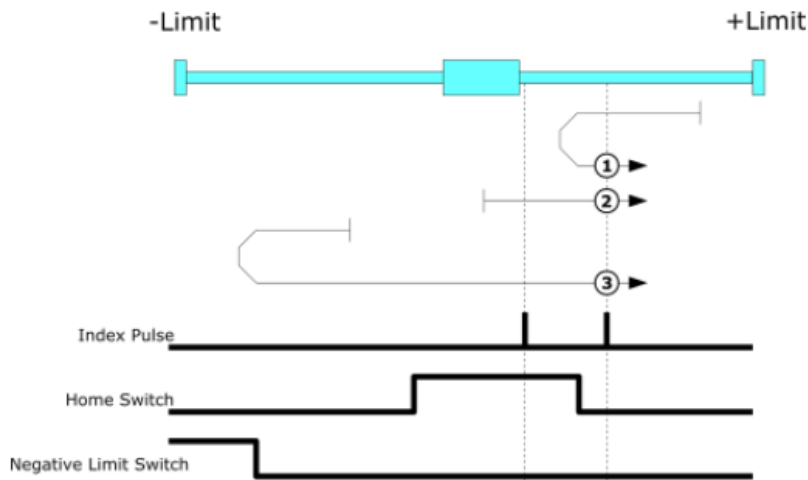 -Limit
+Limit
1
2
3
Index Pulse
Home Switch
Negative Limit Switch